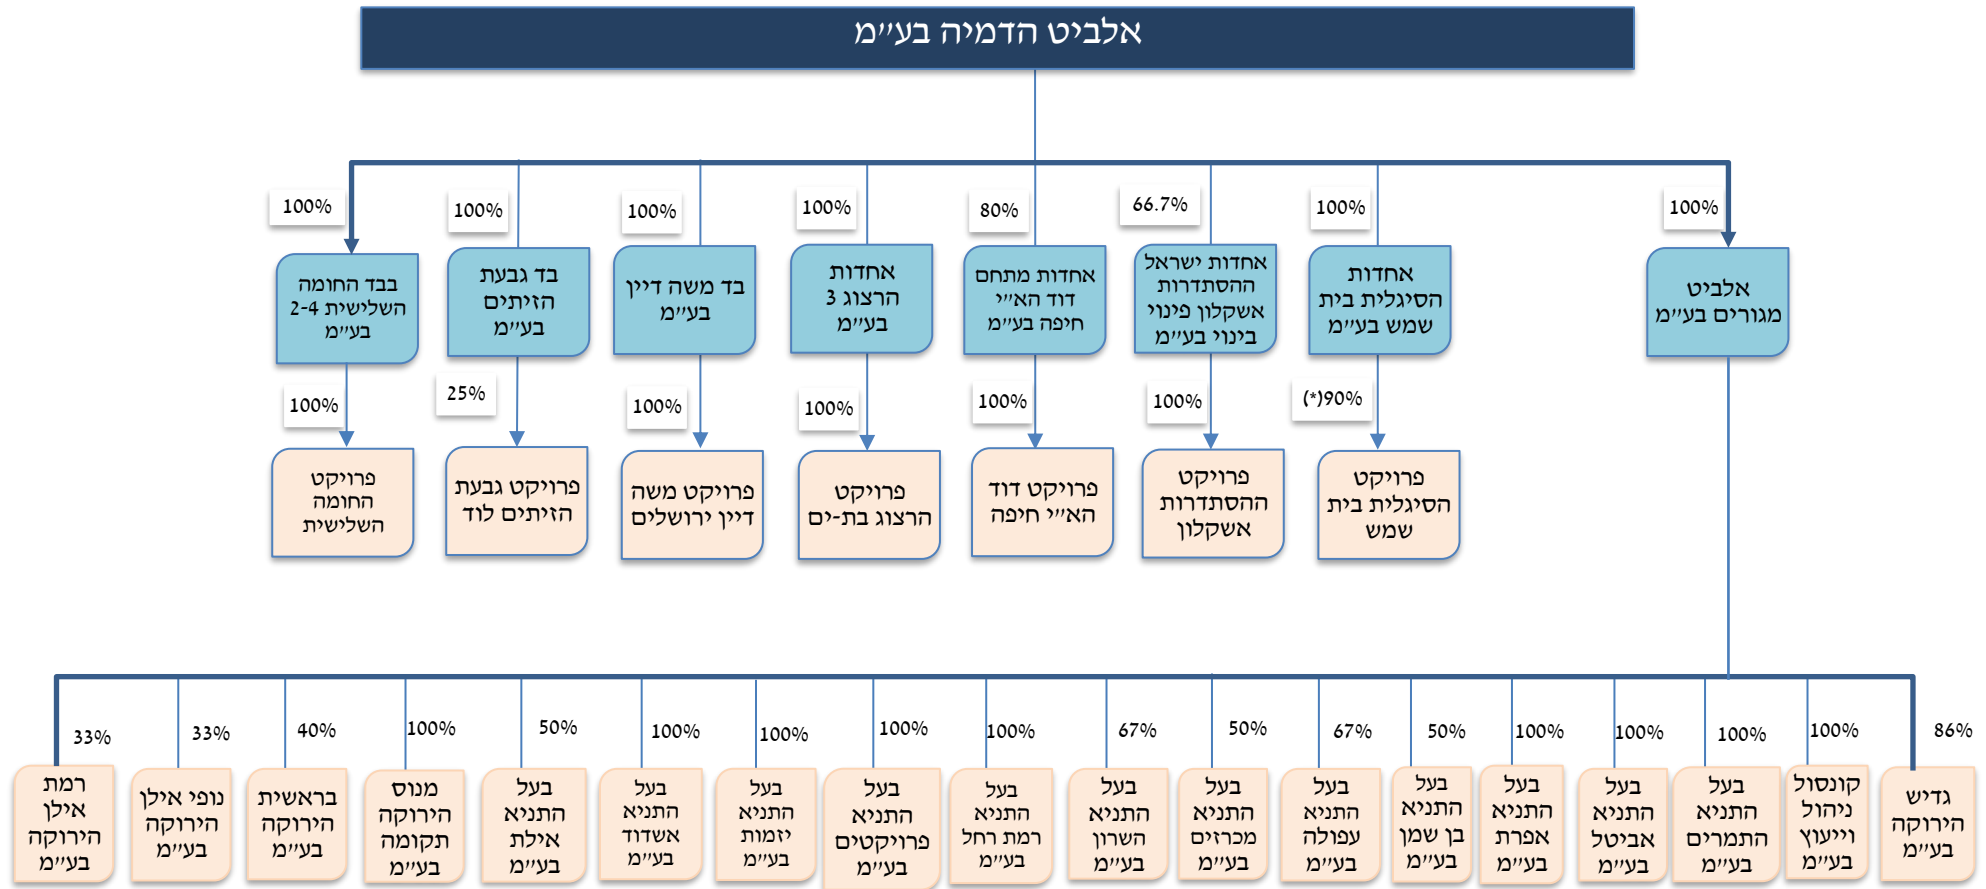 אלביט הדמיה בע״מ
100%
100%
66.7%
80%
100%
100%
100%
100%
אלביט
מגורים בע״מ
אחדות
הסיגלית בית
שמש בע״מ
אחדות ישראל
ההסתדרות
אשקלון פינוי
בינוי בע״מ
אחדות מתחם
דוד הא״י
חיפה בע״מ
אחדות
הרצוג 3
בע״מ
בד משה דיין
בע״מ
בד גבעת
הזיתים
בע״מ
בבד החומה
השלישית 2-4
בע״מ
(*)90%
100%
100%
100%
100%
25%
100%
פרויקט
הסיגלית בית
שמש
פרויקט
ההסתדרות
אשקלון
פרויקט דוד
הא״י חיפה
פרויקט
הרצוג בת-ים
פרויקט משה
דיין ירושלים
פרויקט גבעת
הזיתים לוד
פרויקט
החומה
השלישית
86%
100%
100%
100%
100%
50%
67%
50%
67%
100%
100%
100%
100%
50%
100%
40%
33%
33%
גדיש
הירוקה
בע״מ
קונסול
ניהול
וייעוץ
בע״מ
בעל
התניא
התמרים
בע״מ
בעל
התניא
אביטל
בע״מ
בעל
התניא
אפרת
בע״מ
בעל
התניא
בן שמן
בע״מ
בעל
התניא
עפולה
בע״מ
בעל
התניא
מכרזים
בע״מ
בעל
התניא
השרון
בע״מ
בעל
התניא
רמת רחל
בע״מ
בעל
התניא
פרויקטים
בע״מ
בעל
התניא
יזמות
בע״מ
בעל
התניא
אשדוד
בע״מ
בעל
התניא
אילת
בע״מ
מנוס
הירוקה
תקומה
בע״מ
בראשית
הירוקה
בע״מ
נופי אילן
הירוקה
בע״מ
רמת
אילן
הירוקה
בע״מ